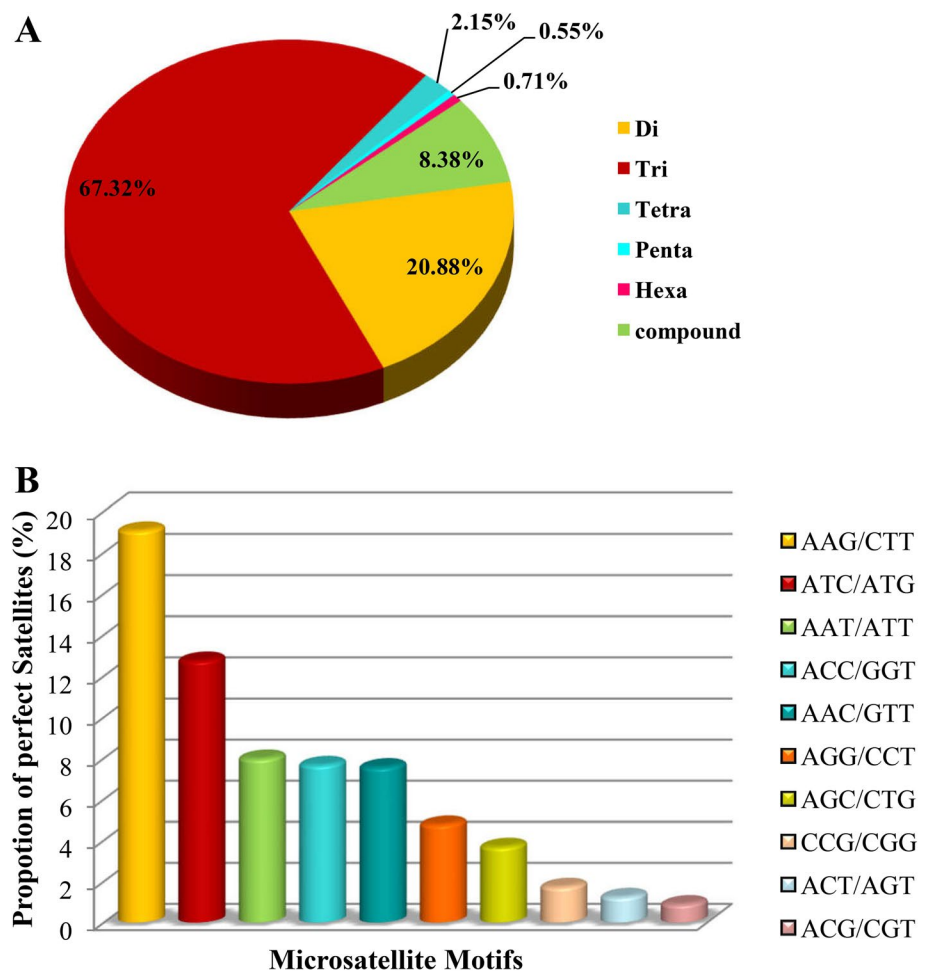 A
2.15%
0.55%
0.71%
8.38%
67.32%
20.88%
Di
Tri
Tetra
Penta
Hexa
compound
B
Propotion of perfect Satellites (%)
20
18
16
14
12
10
8
6
4
2
0
Microsatellite Motifs
AAG/CTT
ATC/ATG
AAT/ATT
ACC/GGT
AAC/GTT
AGG/CCT
AGC/CTG
CCG/CGG
ACT/AGT
ACG/CGT